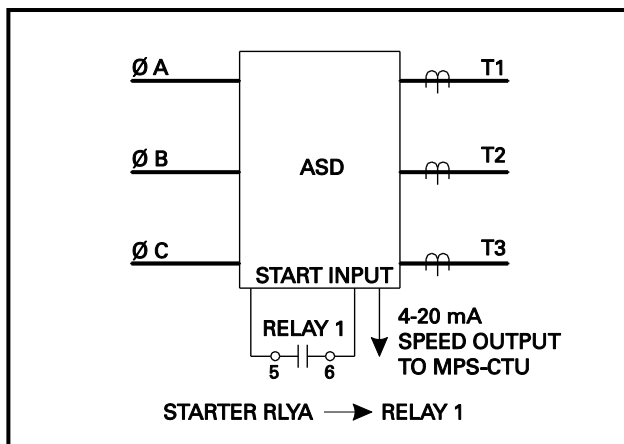 Ø A
T1
Ø B
ASD
T2
Ø C
T3
START INPUT
RELAY 1
5 6
4-20 mA
SPEED OUTPUT
TO MPS-CTU
STARTER RLYA RELAY 1